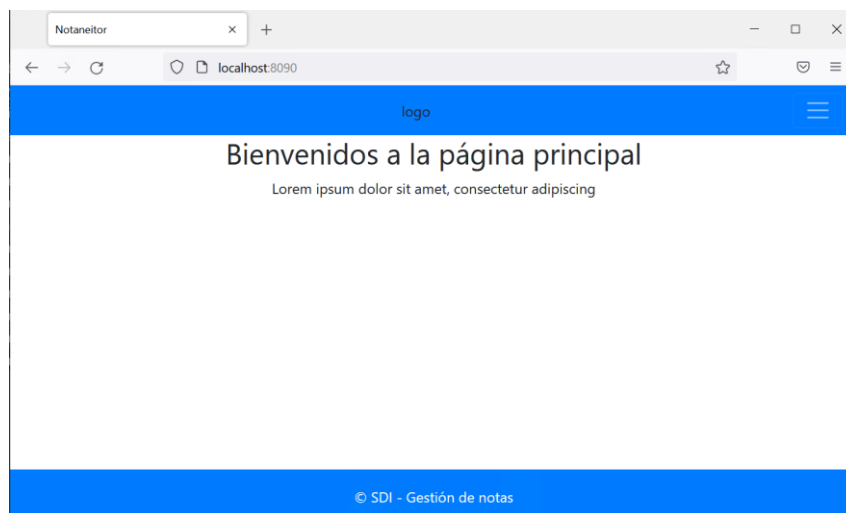 Notaneitor
localhost:8090
logo
Bienvenidos a la página principal
Lorem ipsum dolor sit amet, consectetur adipiscing
© SDI - Gestión de notas